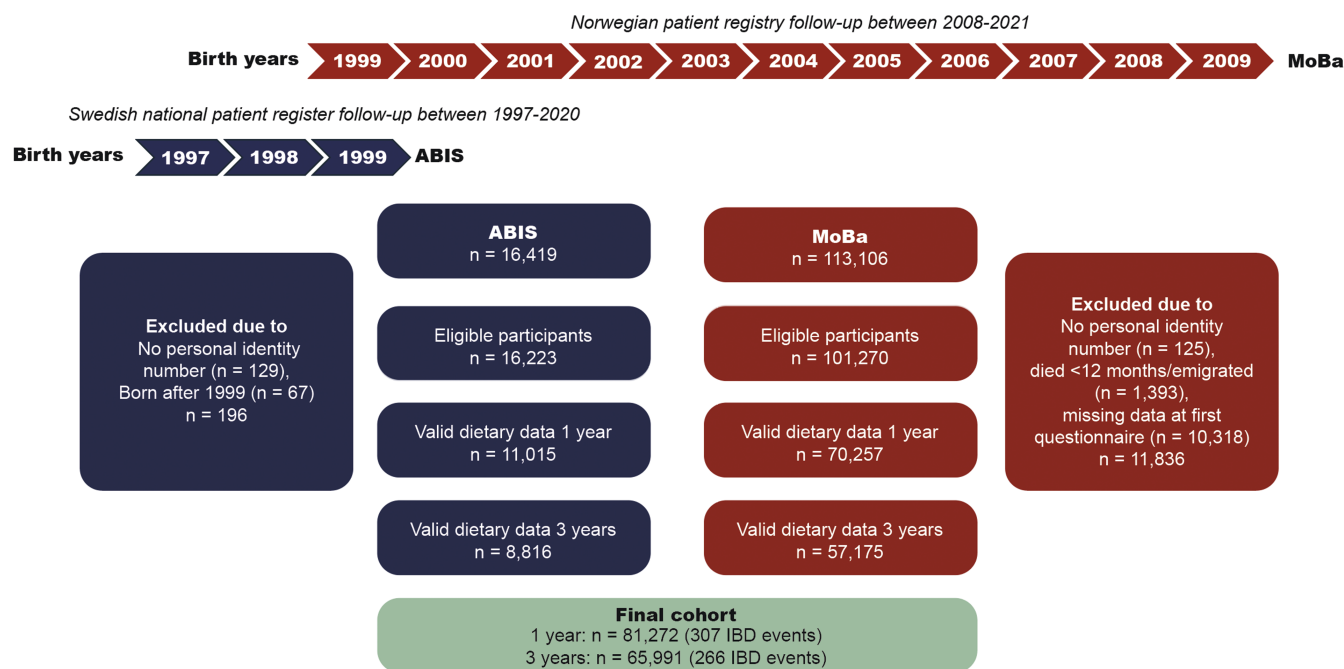 Norwegian patient registry follow-up between 2008-2021
Birth years 1999 2000 2001 2002 2003 2004 2005 2006 2007 2008 2009 MoBa
Swedish national patient register follow-up between 1997-2020
Birth years 1997 1998 1999 ABIS
Excluded due to
No personal identity
number (n = 129),
Born after 1999 (n = 67)
n = 196
ABIS
n = 16,419
Eligible participants
n = 16,223
Valid dietary data 1 year
n = 11,015
Valid dietary data 3 years
n = 8,816
MoBa
n = 113,106
Eligible participants
n = 101,270
Valid dietary data 1 year
n = 70,257
Valid dietary data 3 years
n = 57,175
Excluded due to
No personal identity
number (n = 125),
died <12 months/emigrated
(n = 1,393),
missing data at first
questionnaire (n = 10,318)
n = 11,836
Final cohort
1 year: n = 81,272 (307 IBD events)
3 years: n = 65,991 (266 IBD events)